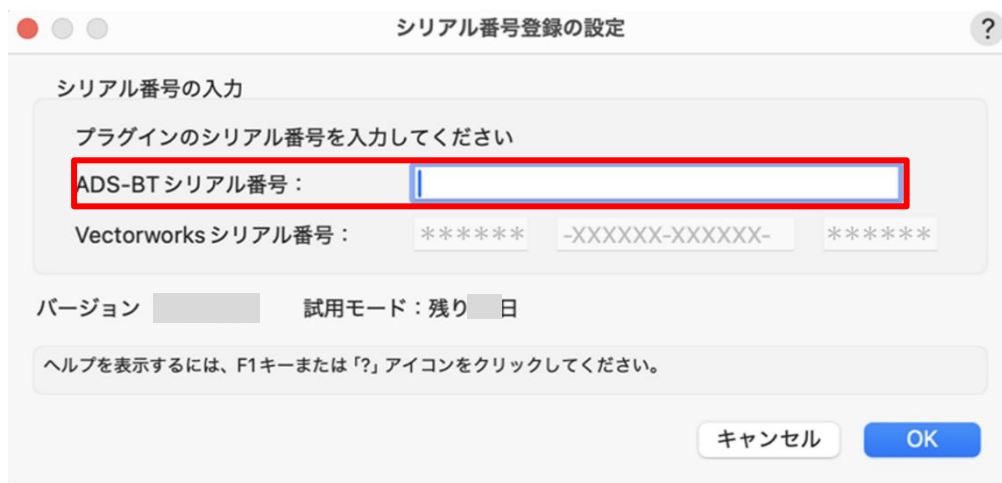 シリアル番号登録の設定
?
シリアル番号の入力
プラグインのシリアル番号を入力してください
ADS-BTシリアル番号：
Vectorworksシリアル番号： ****** -XXXXXX-XXXXXX- ******
バージョン 試用モード：残り 日
ヘルプを表示するには、F1キーまたは「?」アイコンをクリックしてください。
キャンセル OK